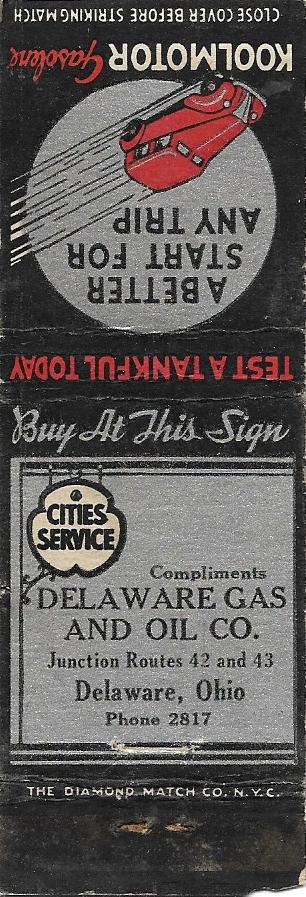 CLOSE COVER BEFORE STRIKING MATCH
KOOLMOTOR Gasolene
A BETTER
START FOR
ANY TRIP
TEST A TANKFUL TODAY
Buy At This Sign
CITIES
SERVICE
Compliments
DELAWARE GAS
AND OIL CO.
Junction Routes 42 and 43
Delaware, Ohio
Phone 2817
THE DIAMOND MATCH CO. N.Y.C.